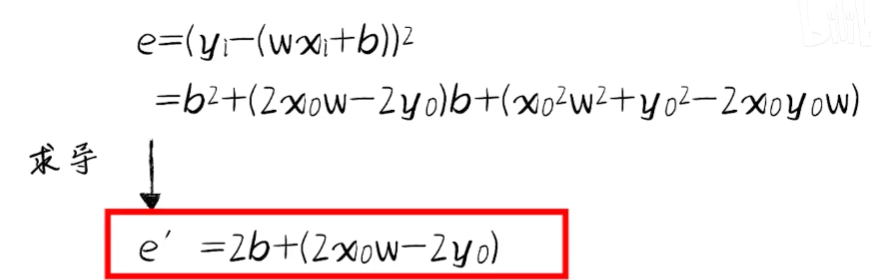 e=(yᵢ-(wxᵢ+b))²
=b²+(2x₀w-2y₀)b+(x₀²w²+y₀²-2x₀y₀w)
求导
e′ =2b+(2x₀w-2y₀)